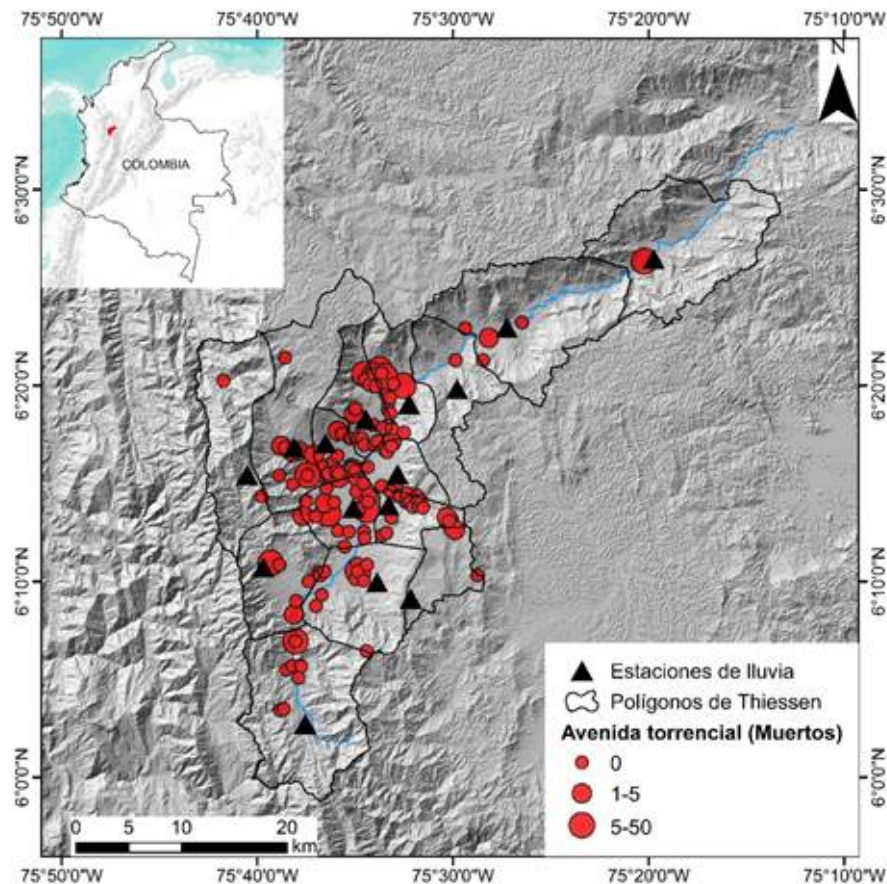 75°50'0"W 75°40'0"W 75°30'0"W 75°20'0"W 75°10'0"W
N
COLOMBIA
6°30'0"N 6°30'0"N
6°20'0"N 6°20'0"N
6°10'0"N 6°10'0"N
6°0'0"N 6°0'0"N
Estaciones de lluvia
Polígonos de Thiessen
Avenida torrencial (Muertos)
0
1-5
5-50
0 5 10 20
km
75°50'0"W 75°40'0"W 75°30'0"W 75°20'0"W 75°10'0"W